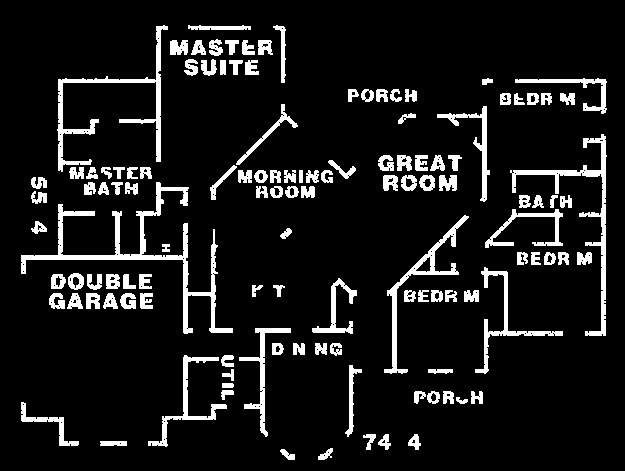 MASTER
SUITE
PORCH
BEDR M
GREAT
ROOM
MASTER
BATH
MORNING
ROOM
BATH
55 4
H
BEDR M
DOUBLE
GARAGE
K T
BEDR M
D N NG
UTIL
PORCH
74 4